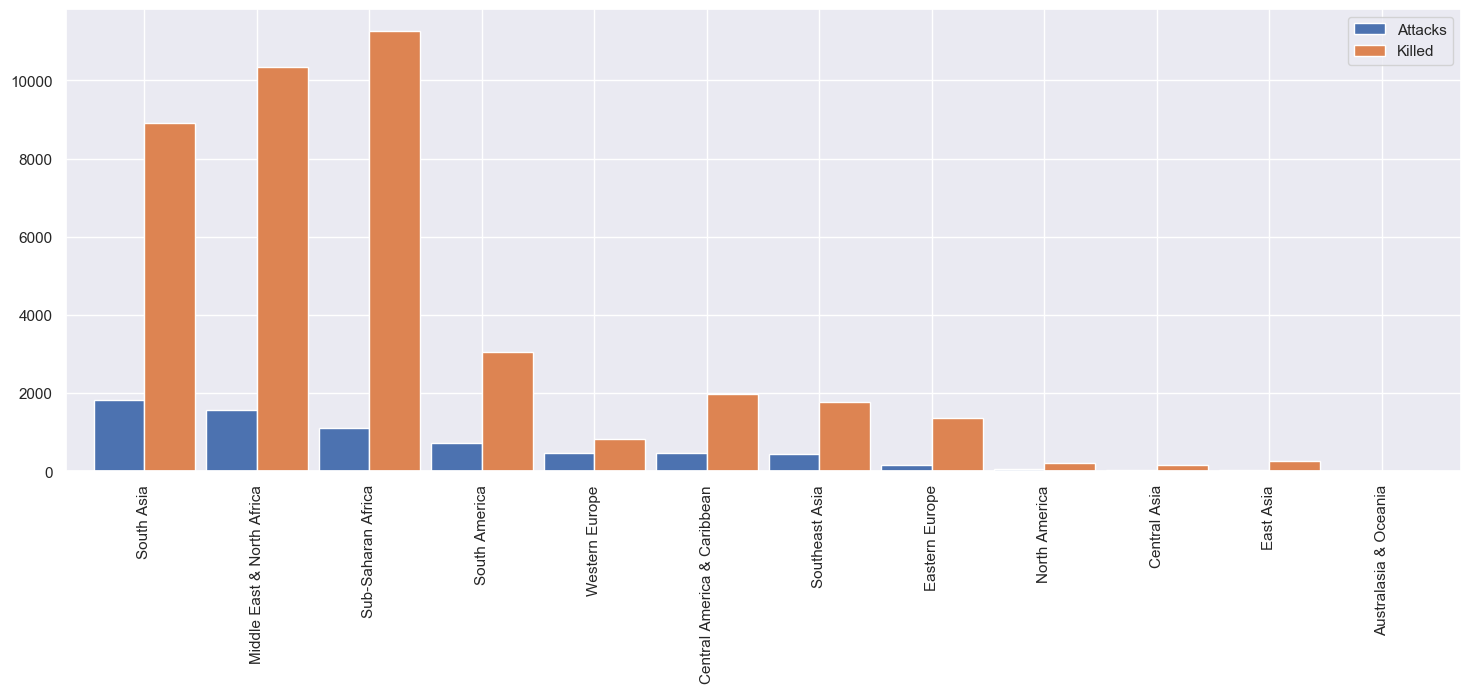 Attacks
Killed
10000
8000
6000
4000
2000
0
South Asia
Middle East & North Africa
Sub-Saharan Africa
South America
Western Europe
Central America & Caribbean
Southeast Asia
Eastern Europe
North America
Central Asia
East Asia
Australasia & Oceania